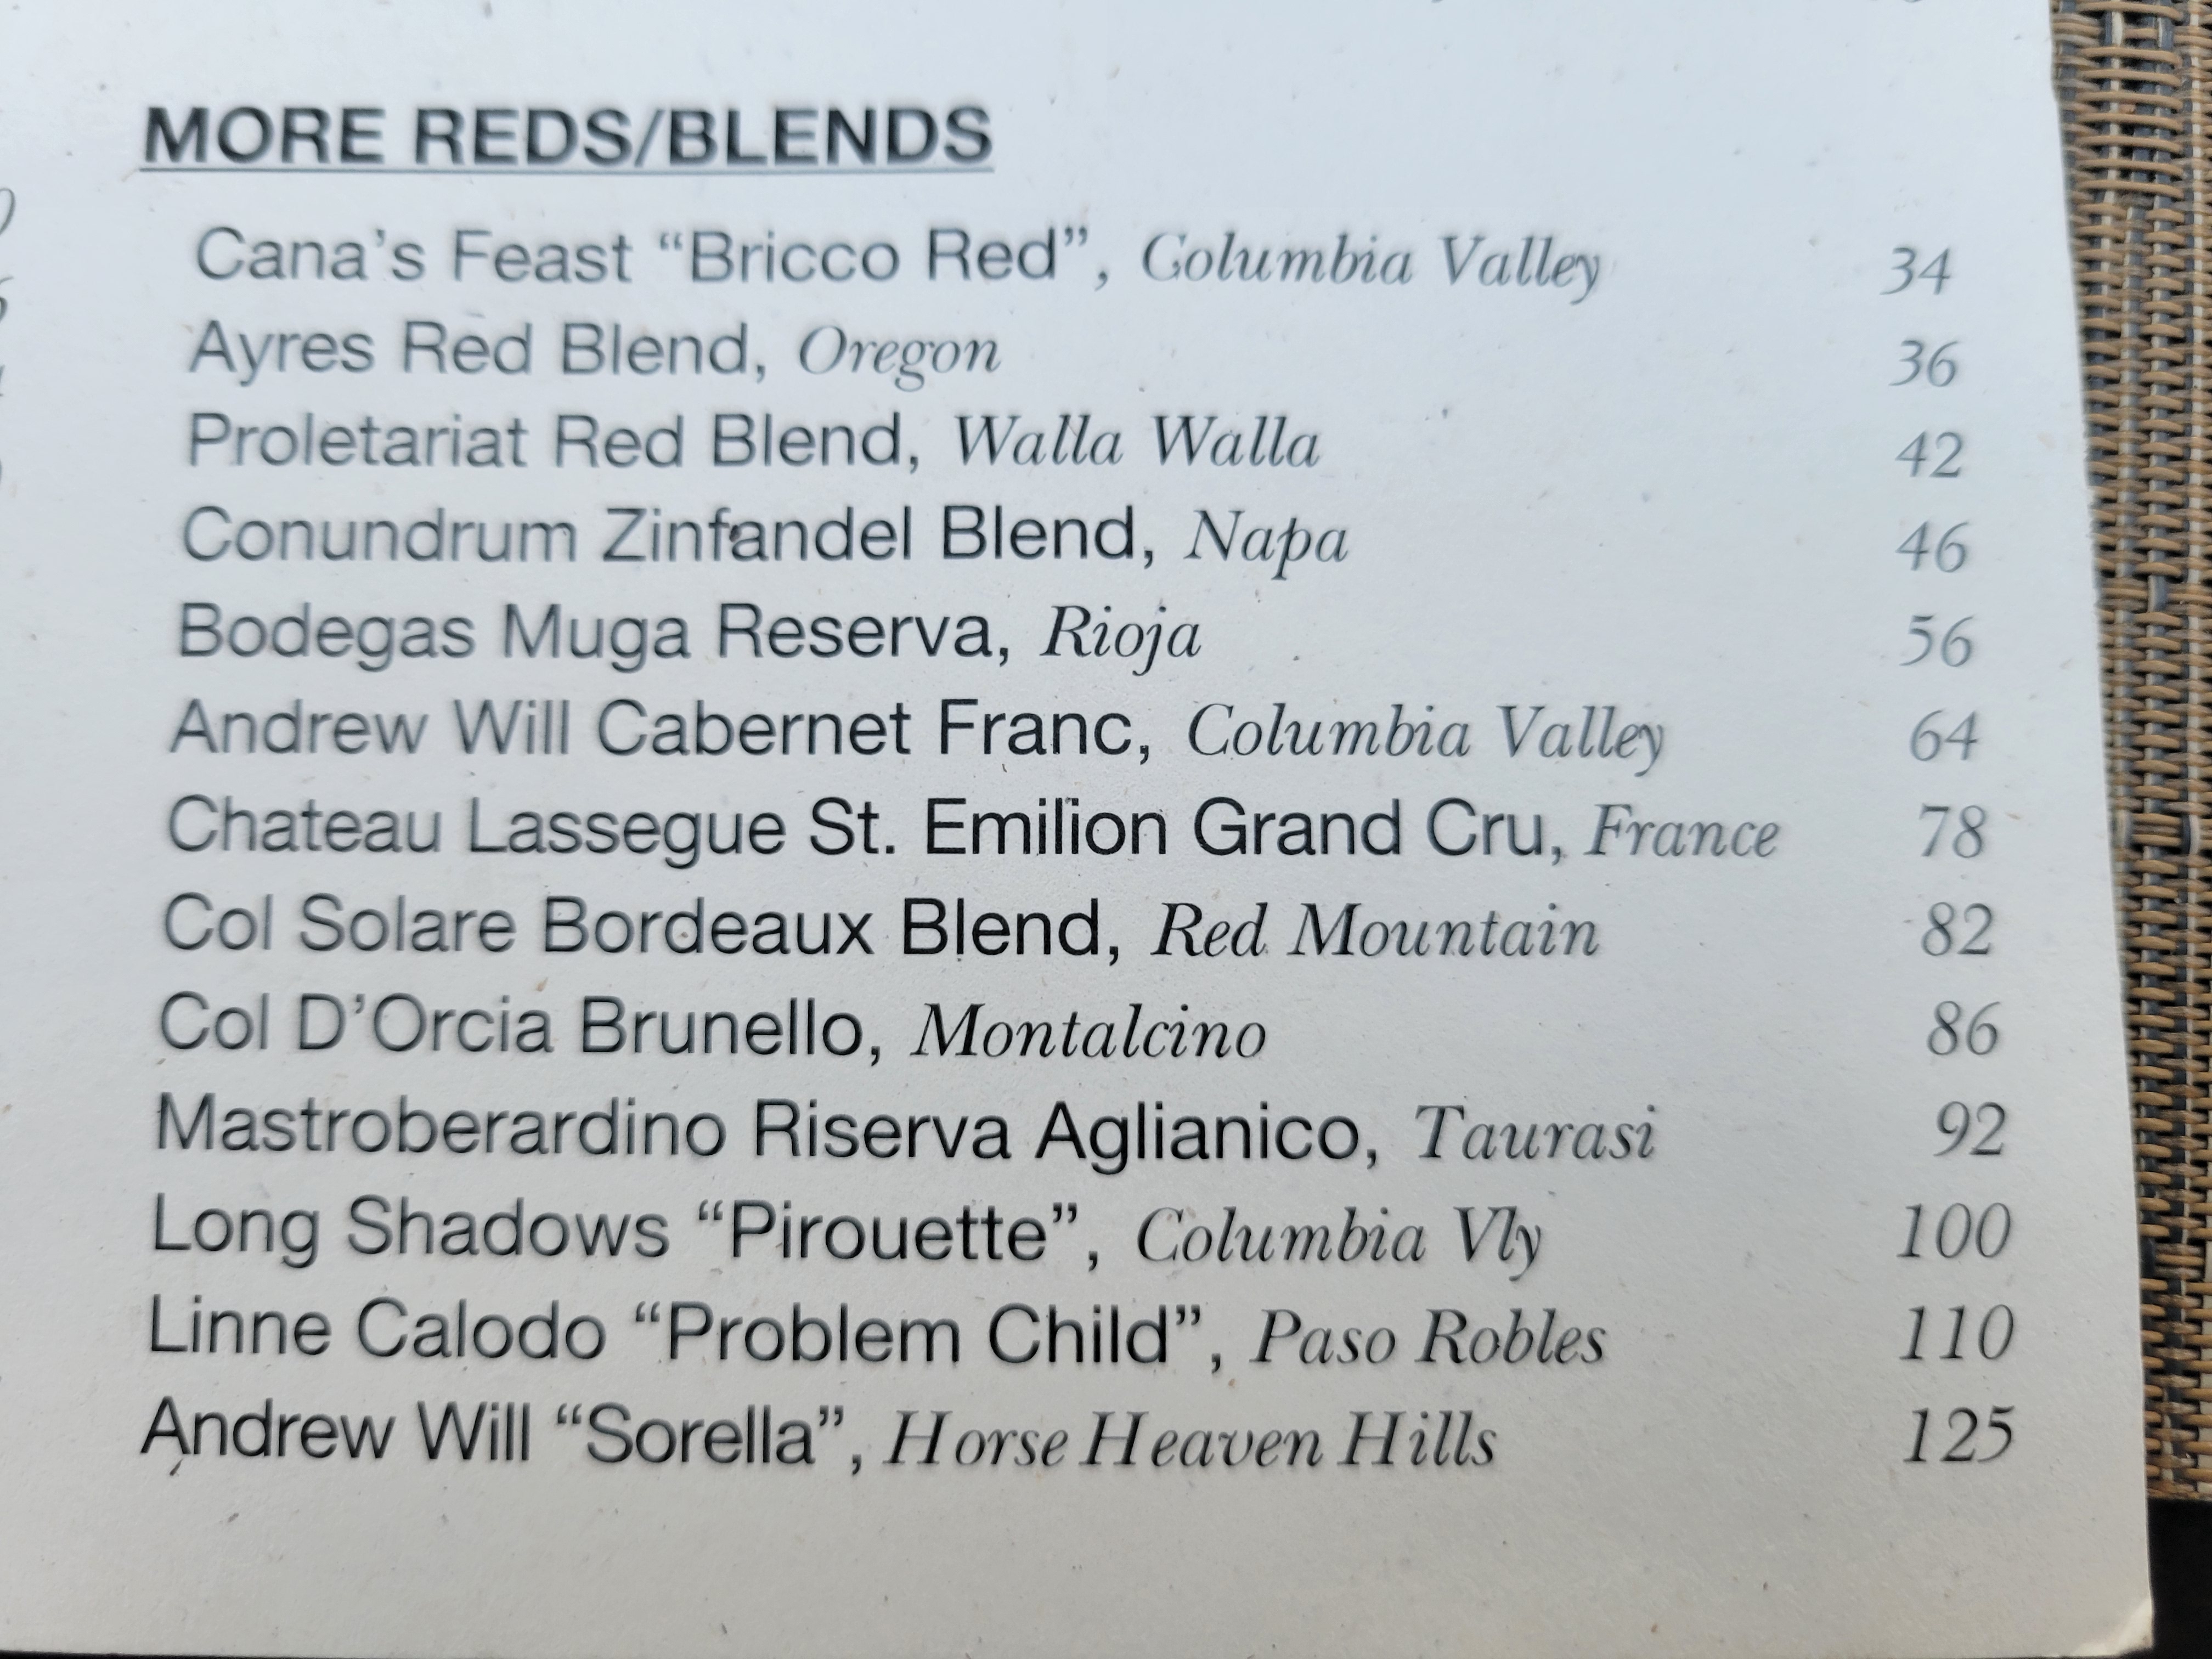 MORE REDS/BLENDS
Cana’s Feast “Bricco Red”, Columbia Valley 34
Ayres Red Blend, Oregon 36
Proletariat Red Blend, Walla Walla 42
Conundrum Zinfandel Blend, Napa 46
Bodegas Muga Reserva, Rioja 56
Andrew Will Cabernet Franc, Columbia Valley 64
Chateau Lassegue St. Emilion Grand Cru, France 78
Col Solare Bordeaux Blend, Red Mountain 82
Col D’Orcia Brunello, Montalcino 86
Mastroberardino Riserva Aglianico, Taurasi 92
Long Shadows “Pirouette”, Columbia Vly 100
Linne Calodo “Problem Child”, Paso Robles 110
Andrew Will “Sorella”, Horse Heaven Hills 125